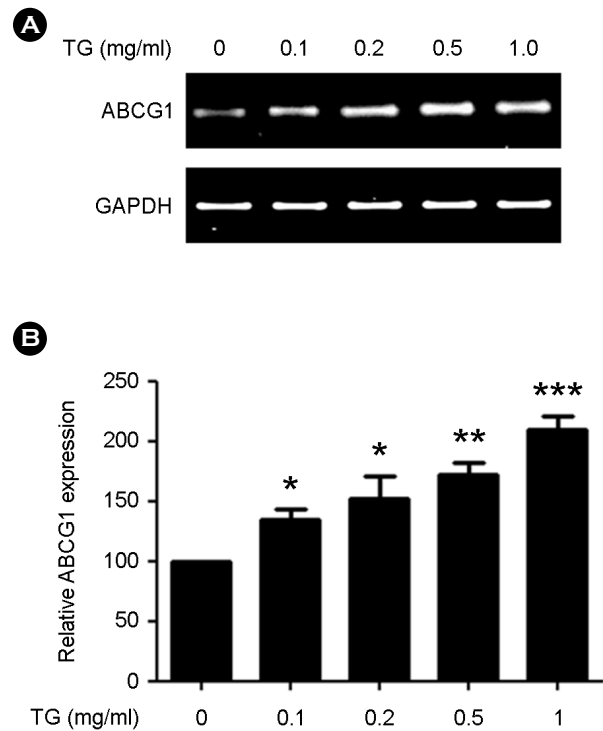 A
TG (mg/ml) 0 0.1 0.2 0.5 1.0
ABCG1
GAPDH
B
Relative ABCG1 expression
250
200
150
100
50
0
* * ** ***
TG (mg/ml) 0 0.1 0.2 0.5 1